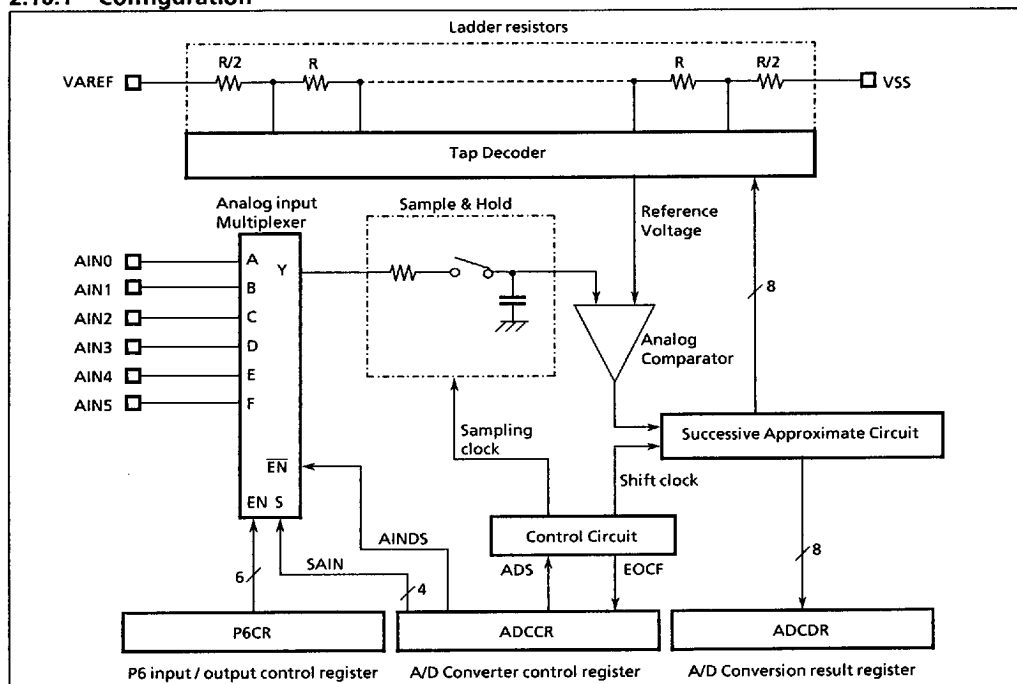 2.10.1 Configuration
Ladder resistors
R/2
R
R
R/2
VAREF
VSS
Tap Decoder
Analog input
Multiplexer
Sample & Hold
Reference
Voltage
AIN0
AIN1
AIN2
AIN3
AIN4
AIN5
A
B
C
D
E
F
Y
8
Analog
Comparator
Sampling
clock
Successive Approximate Circuit
EN
EN S
Shift clock
Control Circuit
AINDS
SAIN
ADS
EOCF
6
4
8
P6CR
ADCCR
ADCDR
P6 input / output control register
A/D Converter control register
A/D Conversion result register